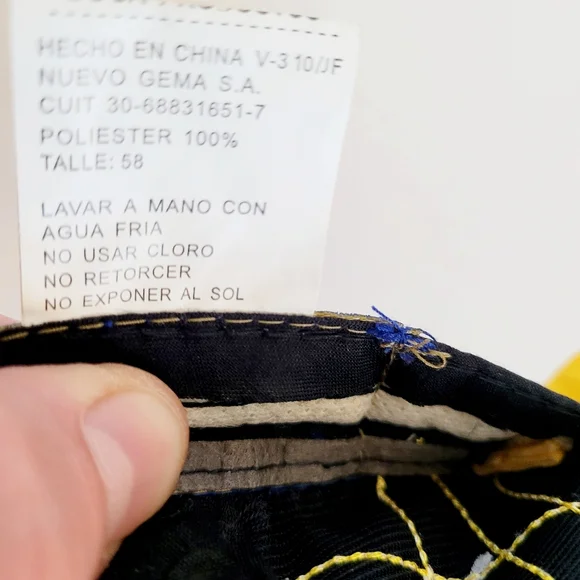 HECHO EN CHINA V-3 10/JF
NUEVO GEMA S.A.
CUIT 30-68831651-7
POLIESTER 100%
TALLE: 58
LAVAR A MANO CON
AGUA FRIA
NO USAR CLORO
NO RETORCER
NO EXPONER AL SOL